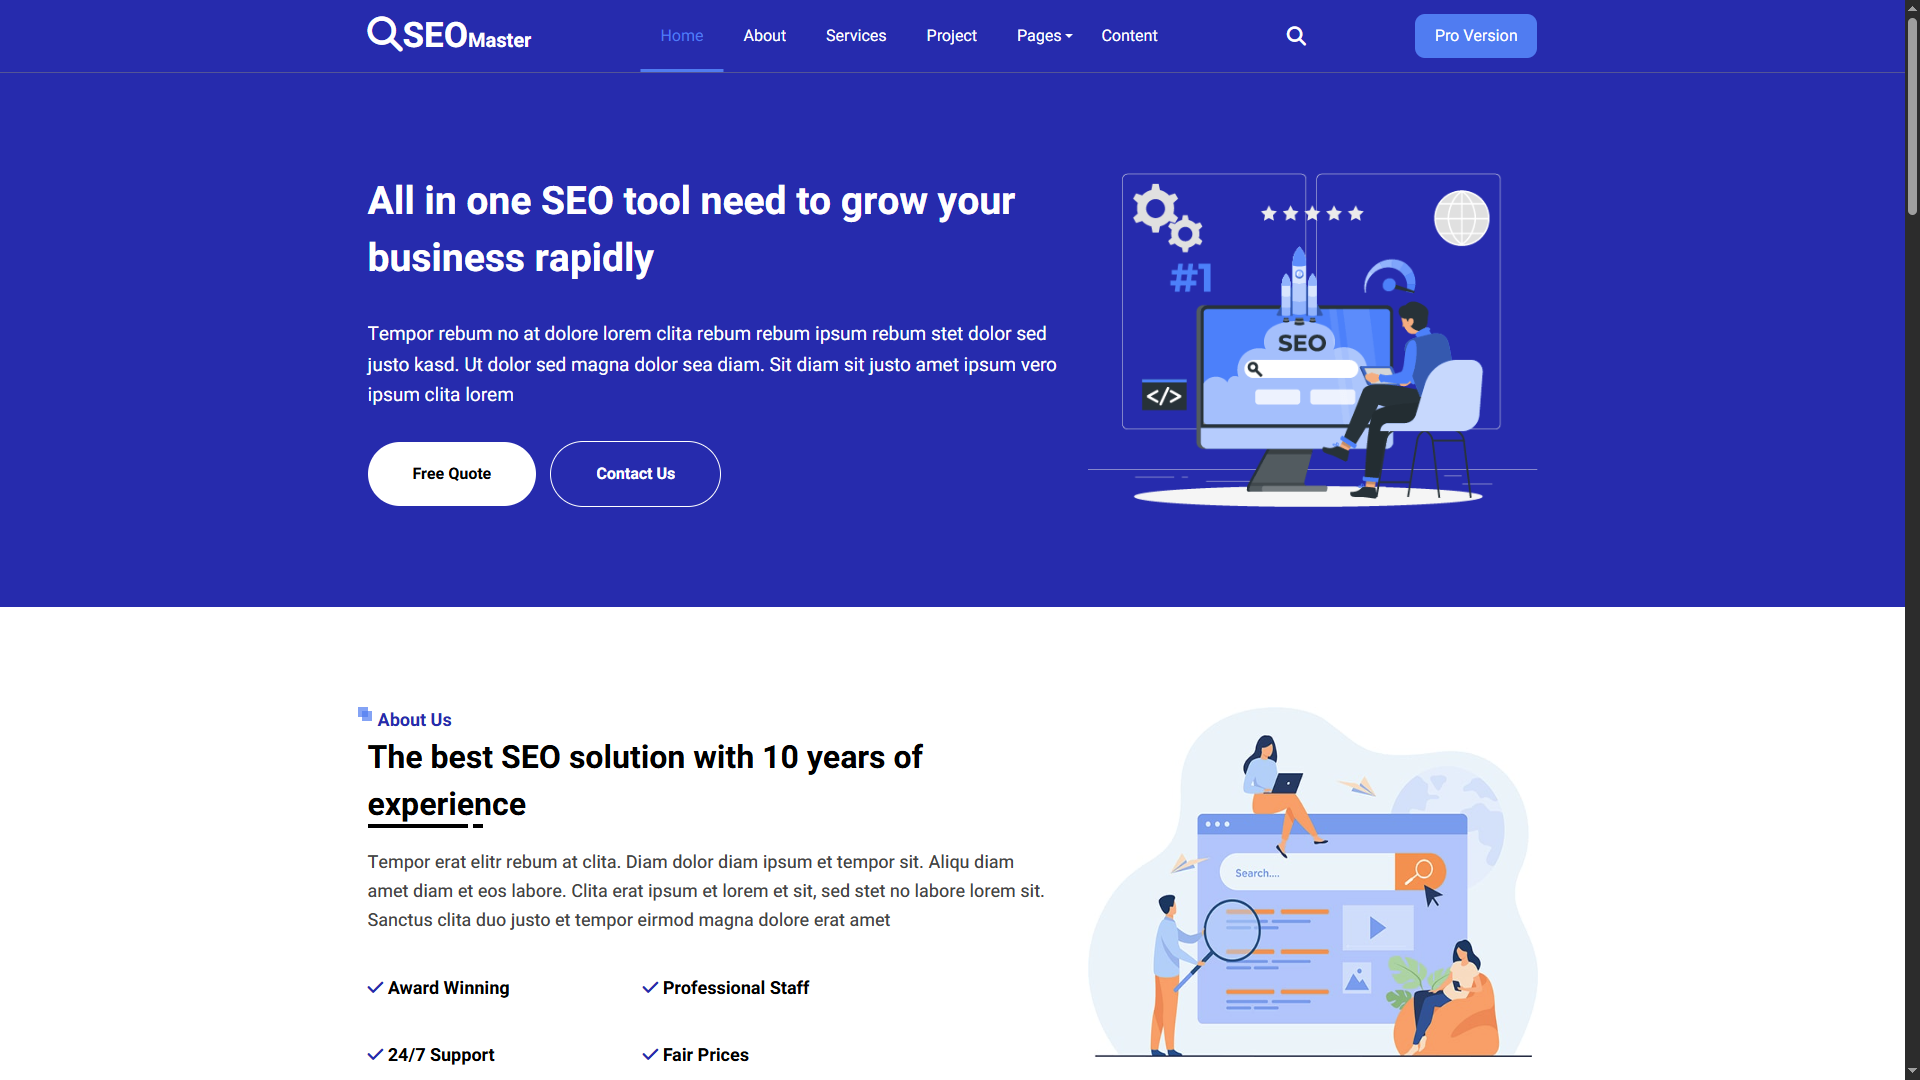 SEOMaster
Home
About
Services
Project
Pages
Content
Pro Version
All in one SEO tool need to grow your
business rapidly
Tempor rebum no at dolore lorem clita rebum rebum ipsum rebum stet dolor sed
justo kasd. Ut dolor sed magna dolor sea diam. Sit diam sit justo amet ipsum vero
ipsum clita lorem
Free Quote
Contact Us
#1
SEO
</>
About Us
The best SEO solution with 10 years of
experience
Tempor erat elitr rebum at clita. Diam dolor diam ipsum et tempor sit. Aliqu diam
amet diam et eos labore. Clita erat ipsum et lorem et sit, sed stet no labore lorem sit.
Sanctus clita duo justo et tempor eirmod magna dolore erat amet
Award Winning
Professional Staff
24/7 Support
Fair Prices
Search....